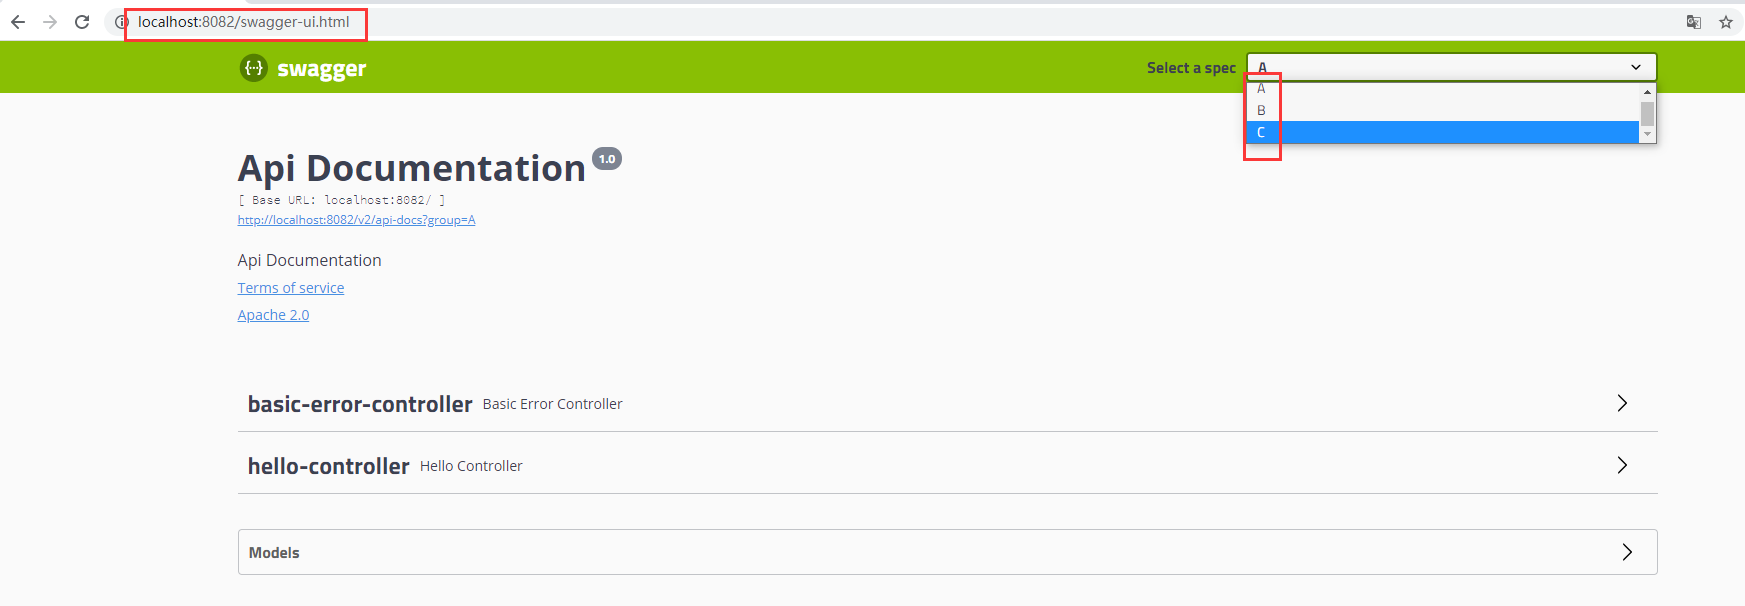 localhost:8082/swagger-ui.html
{···} swagger
Select a spec
A
A
B
C
Api Documentation 1.0
[ Base URL: localhost:8082/ ]
http://localhost:8082/v2/api-docs?group=A
Api Documentation
Terms of service
Apache 2.0
basic-error-controller Basic Error Controller
hello-controller Hello Controller
Models